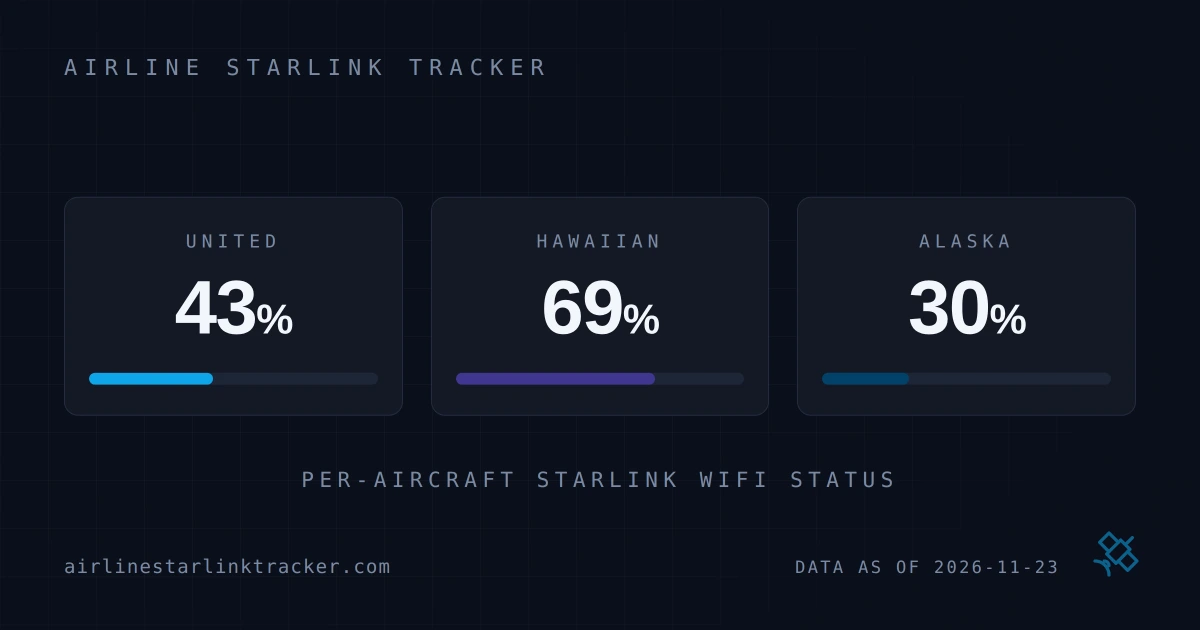 AIRLINE STARLINK TRACKER
UNITED
43%
HAWAIIAN
69%
ALASKA
30%
PER-AIRCRAFT STARLINK WIFI STATUS
airlinestarlinktracker.com
DATA AS OF 2026-11-23